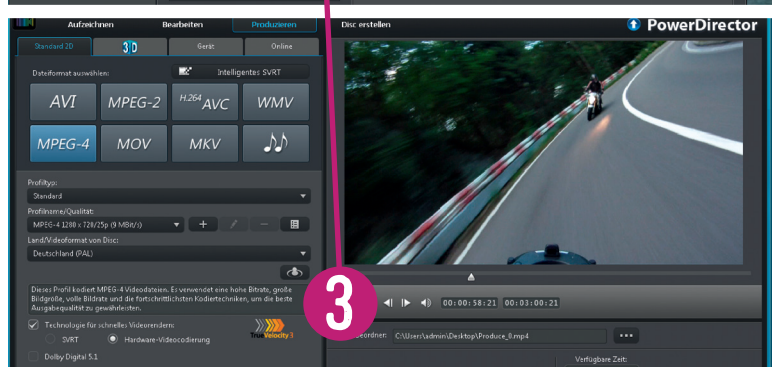 Aufzeichnen Bearbeiten Produzieren Disc erstellen PowerDirector
Standard 2D 3D Gerät Online
Dateiformat auswählen: Intelligentes SVRT
AVI MPEG-2 H.264 AVC WMV
MPEG-4 MOV MKV
Profiltyp:
Standard
Profilname/Qualität:
MPEG-4 1280 x 720/25p (9 MBit/s)
Land/Videoformat von Disc:
Deutschland (PAL)
Dieses Profil kodiert MPEG-4 Videodateien. Es verwendet eine hohe Bitrate, große
Bildgröße, volle Bildrate und die fortschrittlichsten Kodiertechniken, um die beste
Ausgabequalität zu gewährleisten.
3
00:00:58:21 00:03:00:21
Technologie für schnelles Videorendern:
TrueVelocity 3
SVRT Hardware-Videocodierung
Dolby Digital 5.1
C:\Users\admin\Desktop\Produce_0.mp4
Verfügbare Zeit: